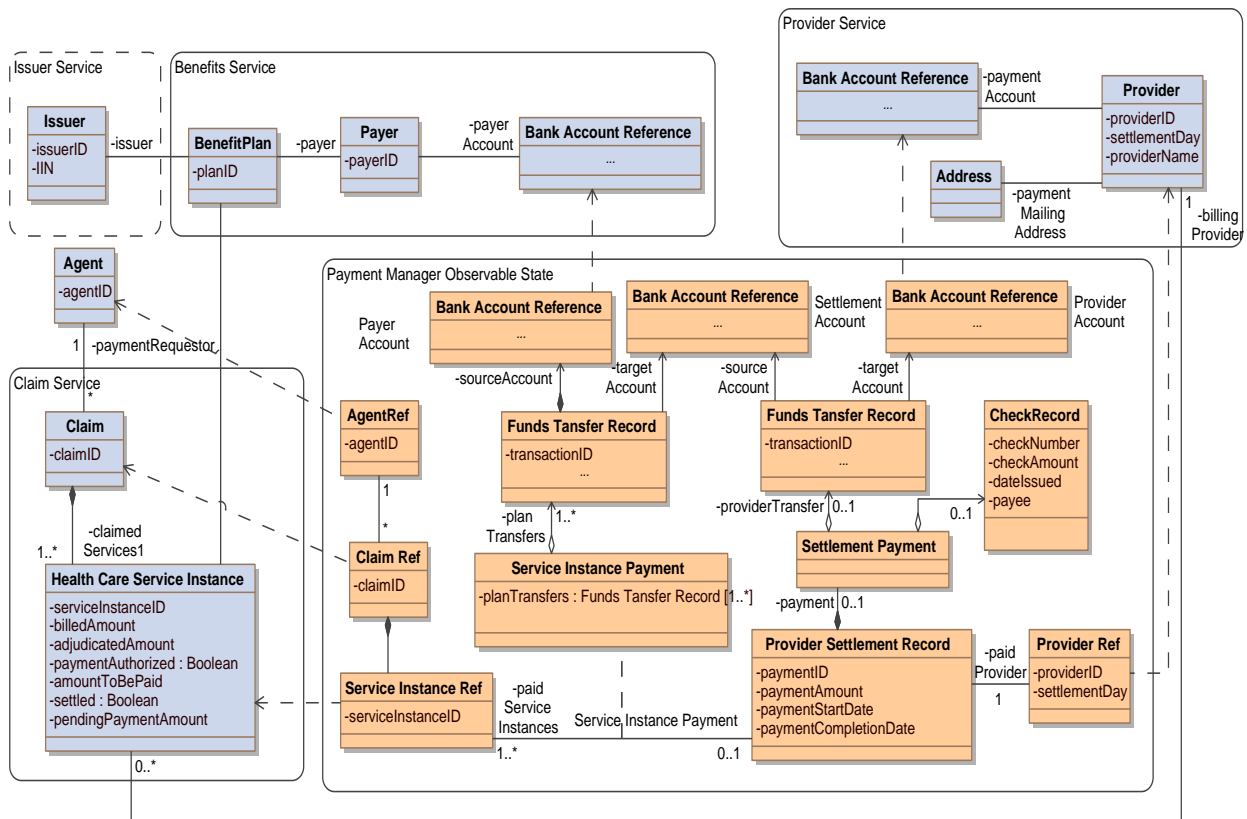 Provider Service
Issuer Service
Benefits Service
Issuer
-issuerID
-IIN
-issuer
BenefitPlan
-planID
-payer
Payer
-payerID
-payer
Account
Bank Account Reference
...
Bank Account Reference
...
-payment
Account
Provider
-providerID
-settlementDay
-providerName
Address
-payment
Mailing
Address
1
-billing
Provider
Agent
-agentID
1
-paymentRequestor
*
Payment Manager Observable State
Payer
Account
Bank Account Reference
...
Bank Account Reference
...
Settlement
Account
Bank Account Reference
...
Provider
Account
-sourceAccount
-target
Account
-source
Account
-target
Account
Claim Service
Claim
-claimID
-claimed
Services1
1..*
Health Care Service Instance
-serviceInstanceID
-billedAmount
-adjudicatedAmount
-paymentAuthorized : Boolean
-amountToBePaid
-settled : Boolean
-pendingPaymentAmount
0..*
AgentRef
-agentID
1
*
Claim Ref
-claimID
Service Instance Ref
-serviceInstanceID
Funds Tansfer Record
-transactionID
...
-plan
Transfers
1..*
Service Instance Payment
-planTransfers : Funds Tansfer Record [1..*]
Funds Tansfer Record
-transactionID
...
-providerTransfer
0..1
CheckRecord
-checkNumber
-checkAmount
-dateIssued
-payee
0..1
Settlement Payment
-payment
0..1
Provider Settlement Record
-paymentID
-paymentAmount
-paymentStartDate
-paymentCompletionDate
-paid
Provider
1
Provider Ref
-providerID
-settlementDay
-paid
Service
Instances
1..*
Service Instance Payment
0..1